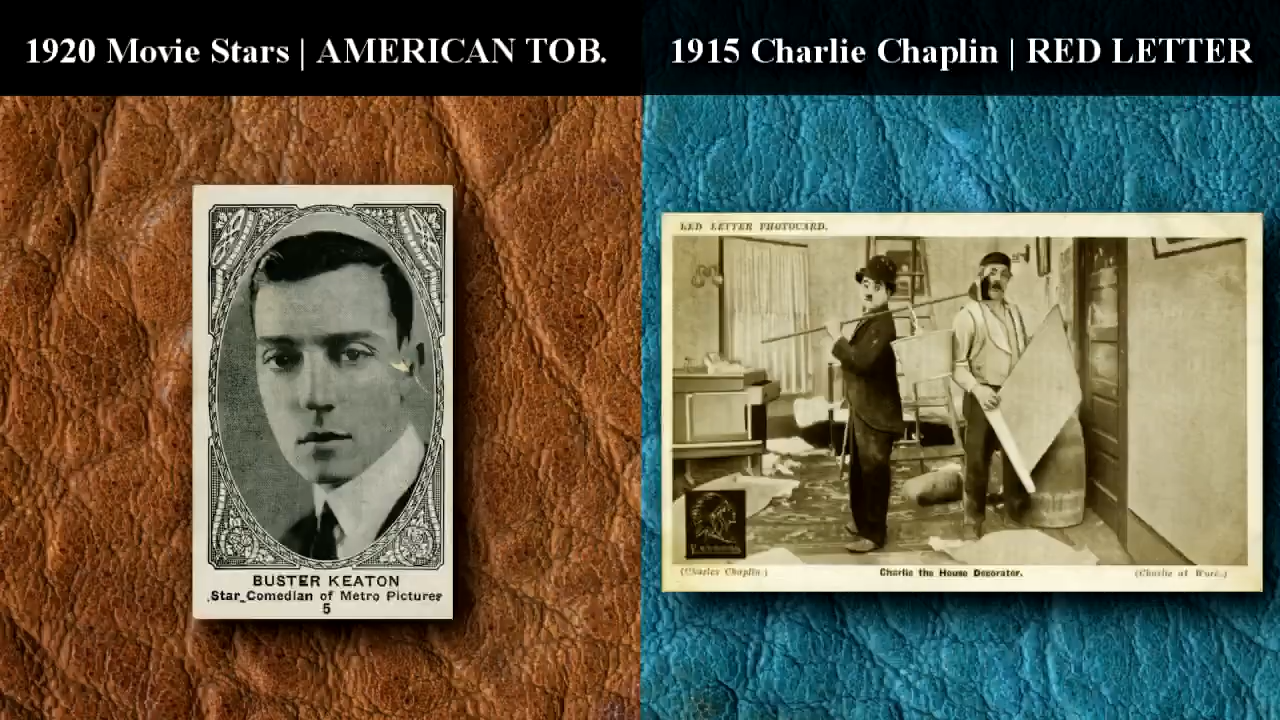 1920 Movie Stars | AMERICAN TOB.
1915 Charlie Chaplin | RED LETTER
BUSTER KEATON
Star Comedian of Metro Pictures
5
RED LETTER PHOTOCARD.
(Charles Chaplin)
Charlie the House Decorator.
(Charlie at Work.)